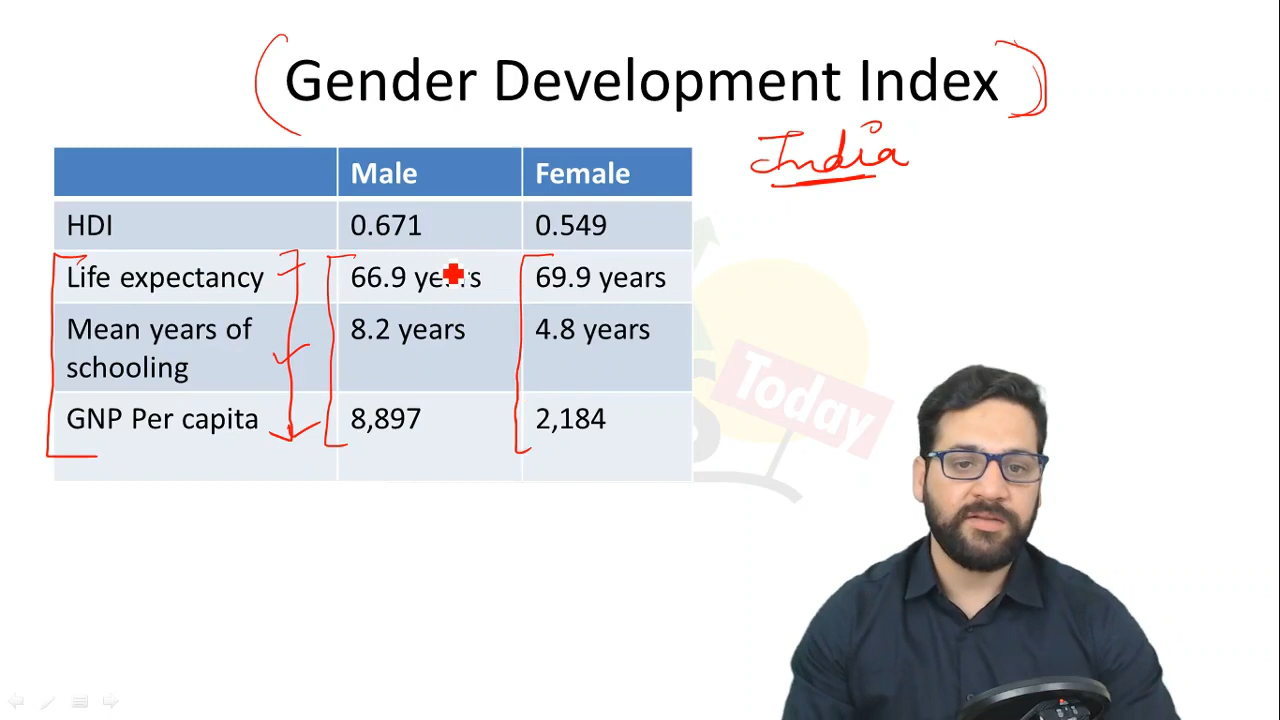 Gender Development Index
India
Male Female
HDI 0.671 0.549
Life expectancy 66.9 years 69.9 years
Mean years of 8.2 years 4.8 years
schooling
GNP Per capita 8,897 2,184
Today